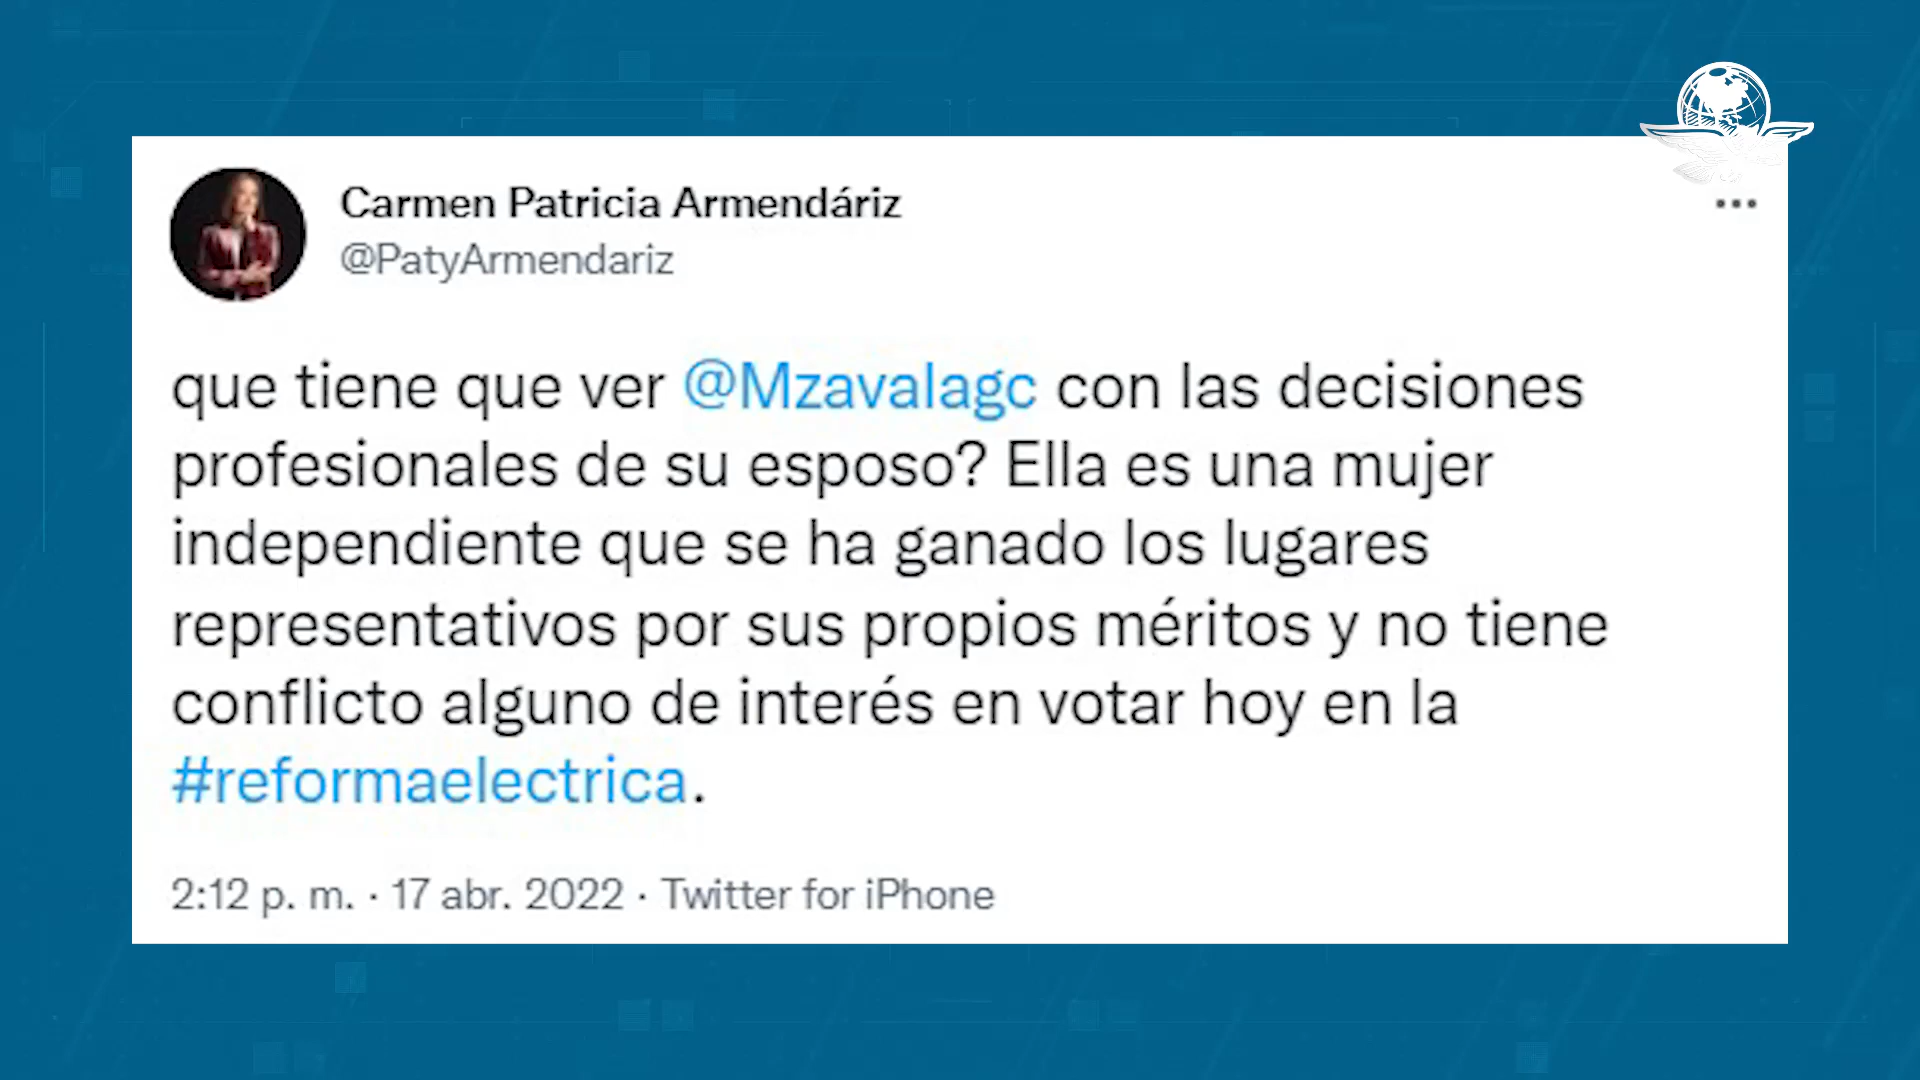 Carmen Patricia Armendáriz
@PatyArmendariz
que tiene que ver @Mzavalagc con las decisiones
profesionales de su esposo? Ella es una mujer
independiente que se ha ganado los lugares
representativos por sus propios méritos y no tiene
conflicto alguno de interés en votar hoy en la
#reformaelectrica.
2:12 p. m. · 17 abr. 2022 · Twitter for iPhone